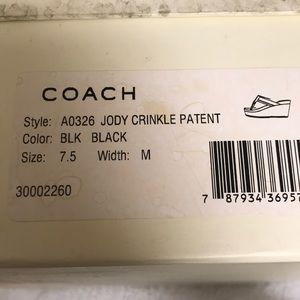 COACH
Style: A0326 JODY CRINKLE PATENT
Color: BLK BLACK
Size: 7.5 Width: M
30002260
7 87934 36957